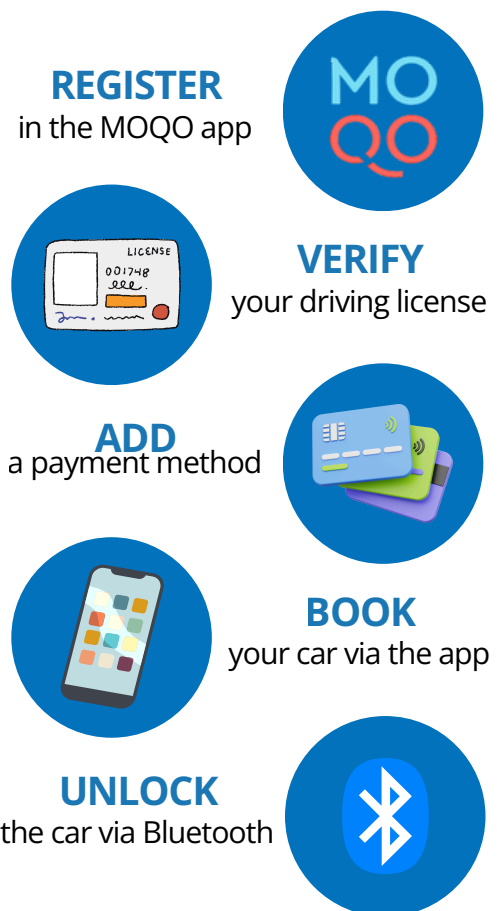 REGISTER
in the MOQO app
MO
QO
LICENSE
001748
VERIFY
your driving license
ADD
a payment method
BOOK
your car via the app
UNLOCK
the car via Bluetooth